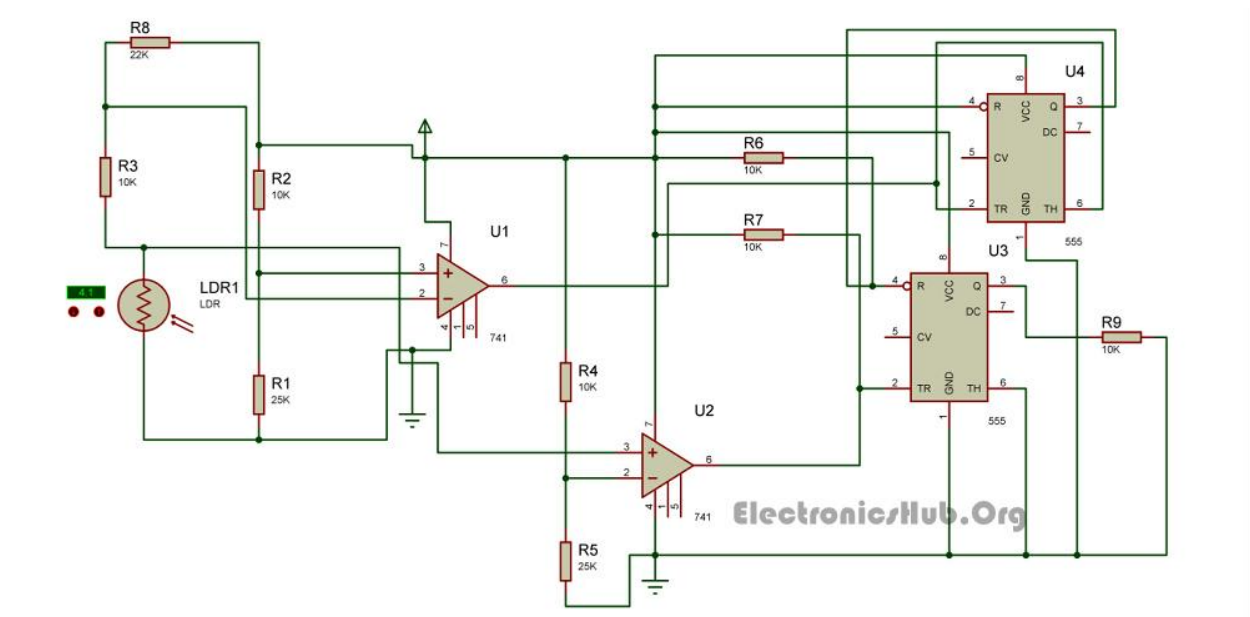 R8
22K
R3
10K
R2
10K
LDR1
LDR
4.1
R1
25K
U1
7
3
2
6
4
1
5
741
R4
10K
R5
25K
U2
7
3
2
6
4
1
5
741
R6
10K
R7
10K
U4
8
4
R
VCC
Q
3
DC
7
5
CV
2
TR
GND
TH
6
1
555
U3
8
4
R
VCC
Q
3
DC
7
5
CV
2
TR
GND
TH
6
1
555
R9
10K
ElectronicsHub.Org